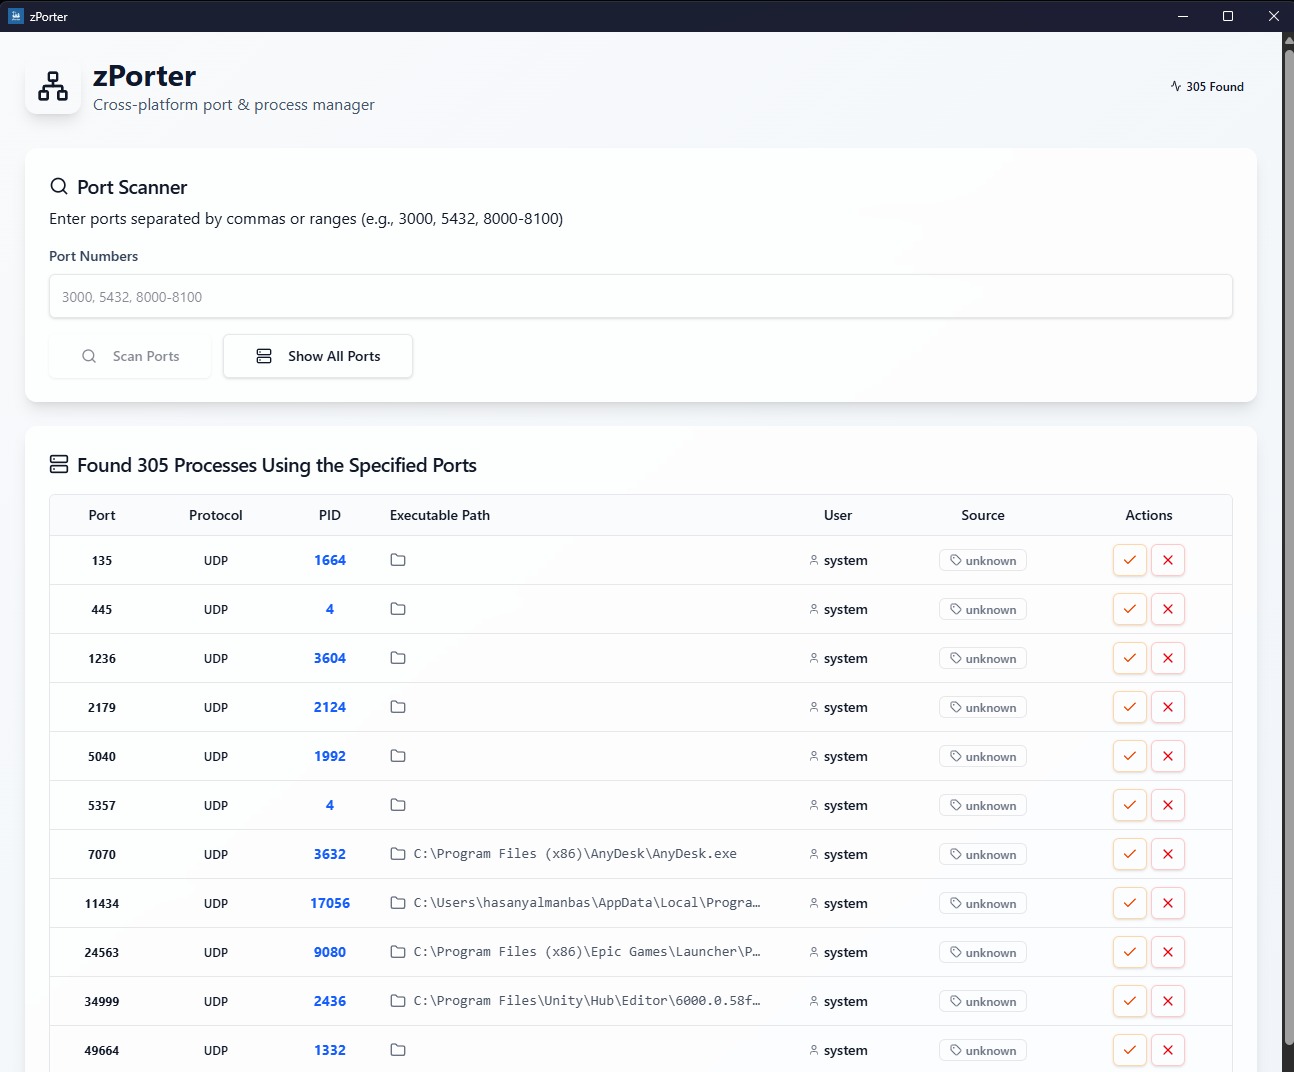 zPorter
zPorter
Cross-platform port & process manager
305 Found
Port Scanner
Enter ports separated by commas or ranges (e.g., 3000, 5432, 8000-8100)
Port Numbers
3000, 5432, 8000-8100
Scan Ports Show All Ports
Found 305 Processes Using the Specified Ports
Port Protocol PID Executable Path User Source Actions
135 UDP 1664 system unknown
445 UDP 4 system unknown
1236 UDP 3604 system unknown
2179 UDP 2124 system unknown
5040 UDP 1992 system unknown
5357 UDP 4 system unknown
7070 UDP 3632 C:\Program Files (x86)\AnyDesk\AnyDesk.exe system unknown
11434 UDP 17056 C:\Users\hasanyalmanbas\AppData\Local\Progra… system unknown
24563 UDP 9080 C:\Program Files (x86)\Epic Games\Launcher\P… system unknown
34999 UDP 2436 C:\Program Files\Unity\Hub\Editor\6000.0.58f… system unknown
49664 UDP 1332 system unknown